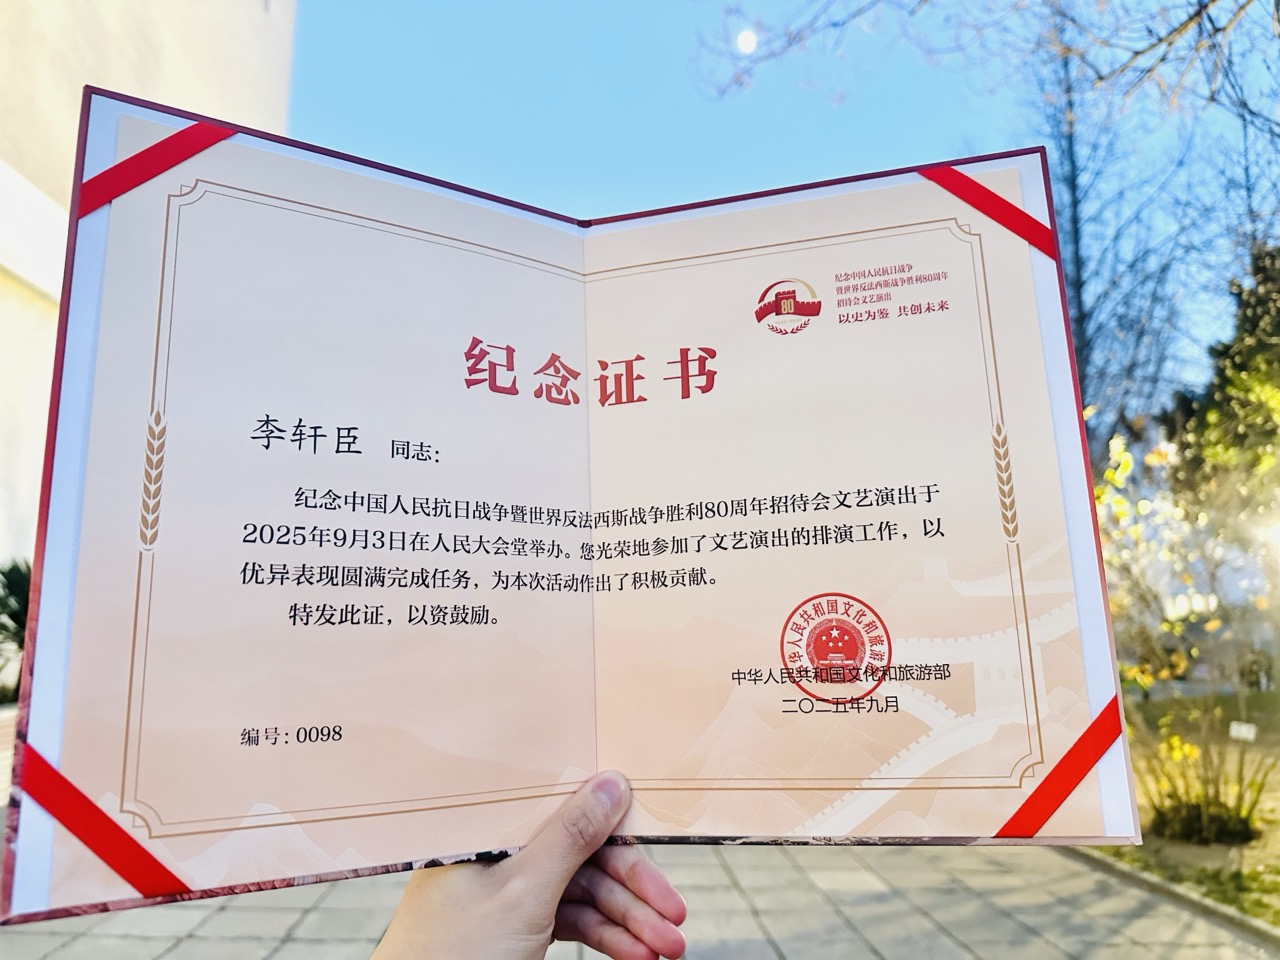 纪念中国人民抗日战争
暨世界反法西斯战争胜利80周年
招待会文艺演出
以史为鉴 共创未来
80
纪念证书
李轩臣 同志：
纪念中国人民抗日战争暨世界反法西斯战争胜利80周年招待会文艺演出于
2025年9月3日在人民大会堂举办。您光荣地参加了文艺演出的排演工作，以
优异表现圆满完成任务，为本次活动作出了积极贡献。
特发此证，以资鼓励。
中华人民共和国文化和旅游部
中华人民共和国文化和旅游部
二〇二五年九月
编号：0098